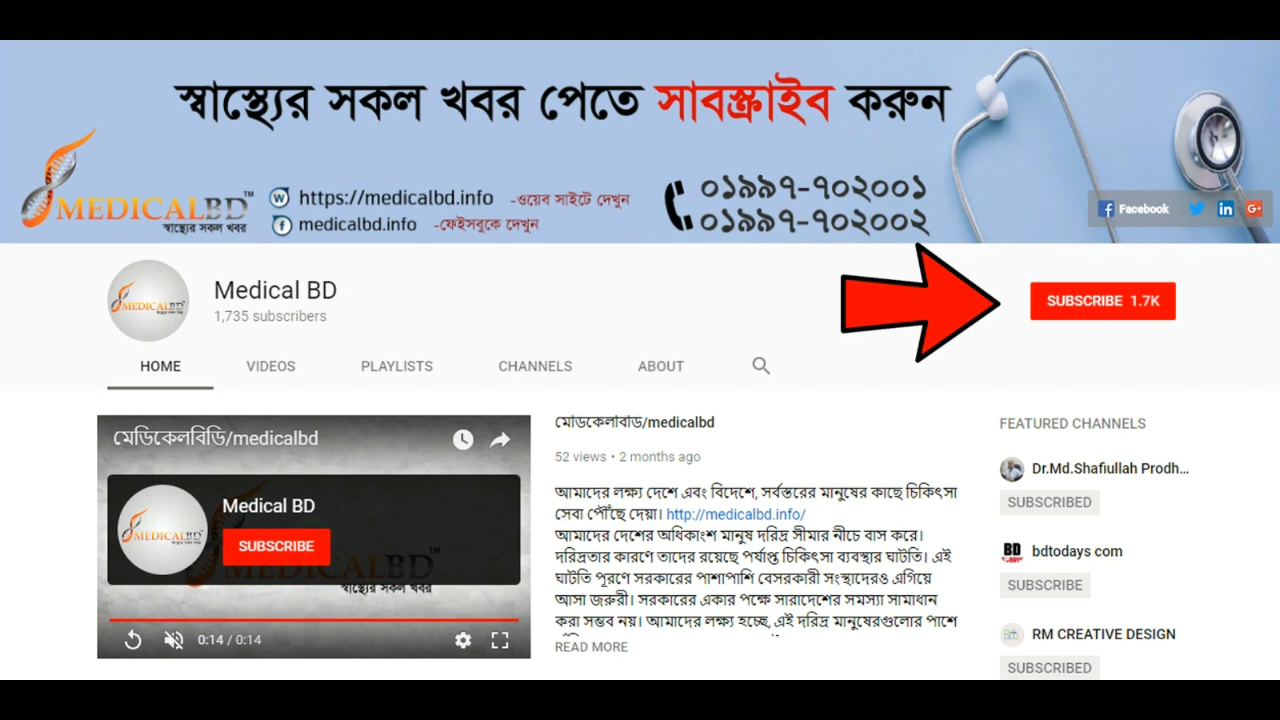 স্বাস্থ্যের সকল খবর পেতে সাবস্ক্রাইব করুন
MEDICALBD™
স্বাস্থ্যের সকল খবর
https://medicalbd.info -ওয়েব সাইটে দেখুন
medicalbd.info -ফেইসবুকে দেখুন
০১৯৯৭-৭০২০০১
০১৯৯৭-৭০২০০২
Facebook
Medical BD
1,735 subscribers
SUBSCRIBE 1.7K
HOME VIDEOS PLAYLISTS CHANNELS ABOUT
মেডিকেলবিডি/medicalbd
Medical BD
SUBSCRIBE
MEDICALBD™
স্বাস্থ্যের সকল খবর
0:14 / 0:14
মেডিকেলবিডি/medicalbd
52 views • 2 months ago
আমাদের লক্ষ্য দেশে এবং বিদেশে, সর্বস্তরের মানুষের কাছে চিকিৎসা
সেবা পৌঁছে দেয়া। http://medicalbd.info/
আমাদের দেশের অধিকাংশ মানুষ দরিদ্র সীমার নীচে বাস করে।
দরিদ্রতার কারণে তাদের রয়েছে পর্যাপ্ত চিকিৎসা ব্যবস্থার ঘাটতি। এই
ঘাটতি পূরণে সরকারের পাশাপাশি বেসরকারী সংস্থাদেরও এগিয়ে
আসা জরুরী। সরকারের একার পক্ষে সারাদেশের সমস্যা সামাধান
করা সম্ভব নয়। আমাদের লক্ষ্য হচ্ছে, এই দরিদ্র মানুষেরগুলোর পাশে
READ MORE
FEATURED CHANNELS
Dr.Md.Shafiullah Prodh...
SUBSCRIBED
bdtodays com
SUBSCRIBE
RM CREATIVE DESIGN
SUBSCRIBED